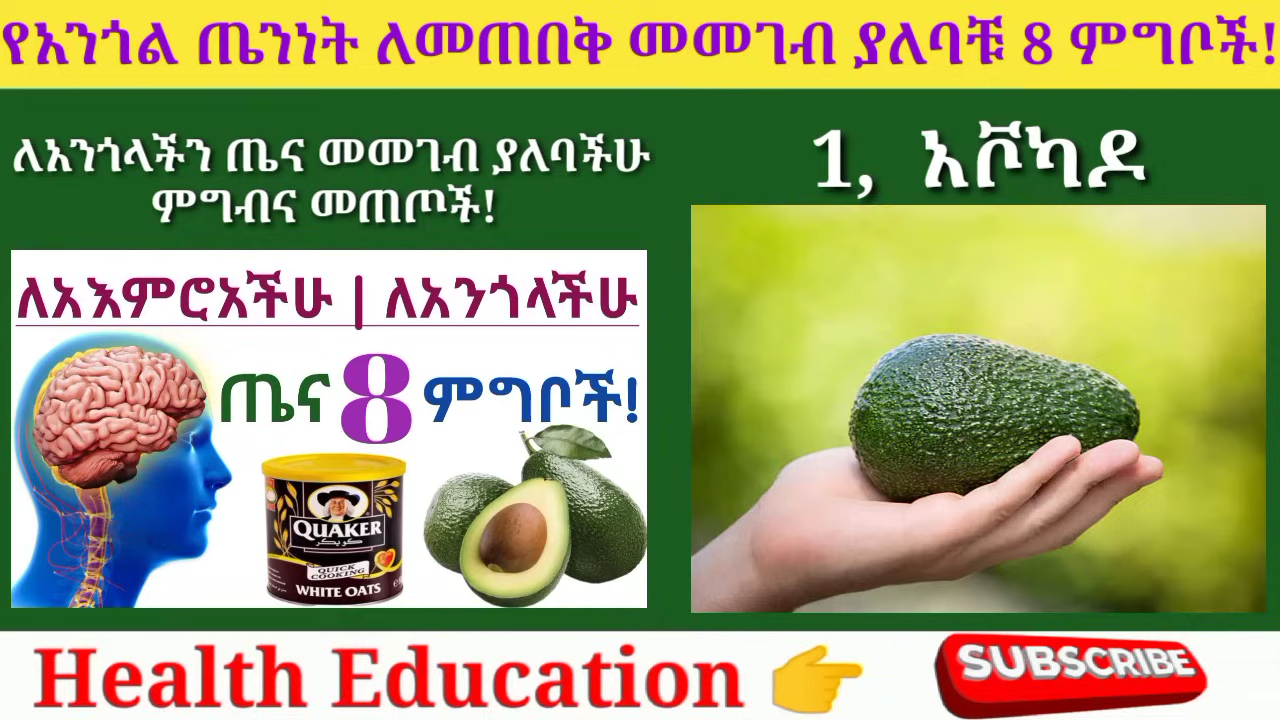 የአንጎል ጤንነት ለመጠበቅ መመገብ ያለባቹ 8 ምግቦች!
ለአንጎላችን ጤና መመገብ ያለባችሁ
ምግብና መጠጦች!
ለአእምሮአችሁ | ለአንጎላችሁ
ጤና 8 ምግቦች!
QUAKER
كويكر
QUICK
COOKING
WHITE OATS
1, አቮካዶ
Health Education 👉
SUBSCRIBE